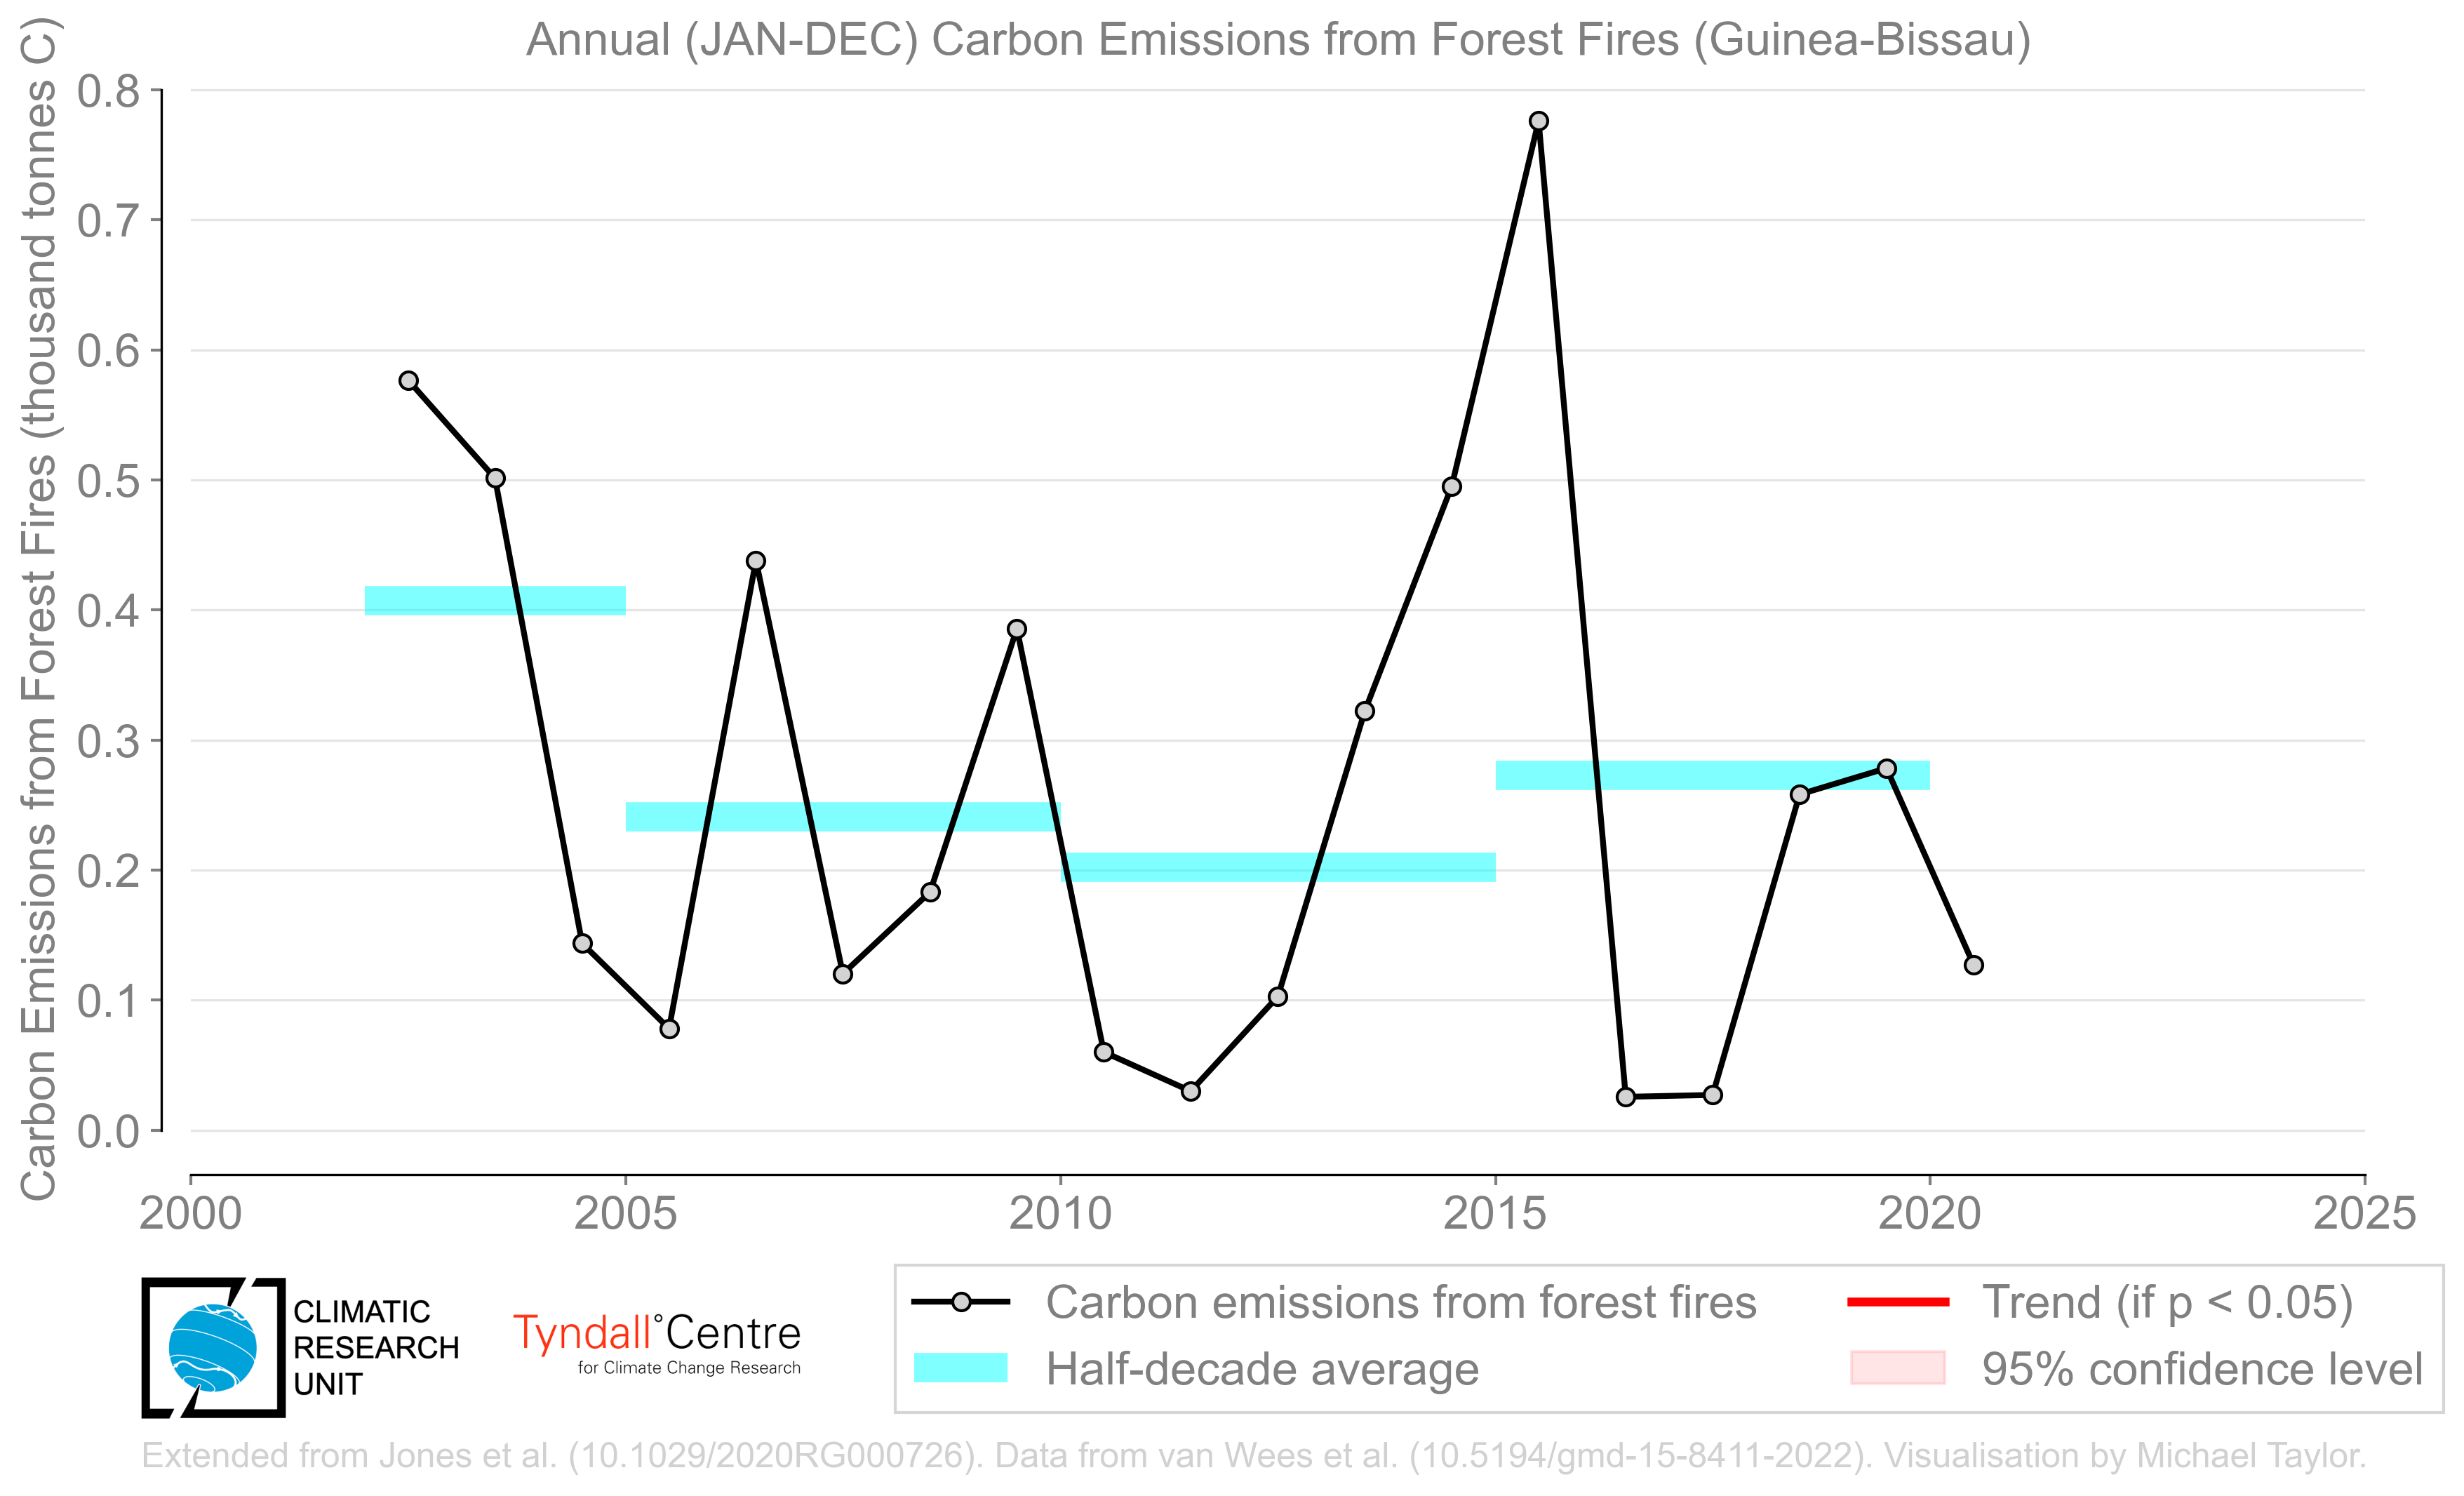 Annual (JAN-DEC) Carbon Emissions from Forest Fires (Guinea-Bissau)
Carbon Emissions from Forest Fires (thousand tonnes C)
0.8
0.7
0.6
0.5
0.4
0.3
0.2
0.1
0.0
2000 2005 2010 2015 2020 2025
Carbon emissions from forest fires
Half-decade average
Trend (if p < 0.05)
95% confidence level
CLIMATIC
RESEARCH
UNIT
Tyndall°Centre
for Climate Change Research
Extended from Jones et al. (10.1029/2020RG000726). Data from van Wees et al. (10.5194/gmd-15-8411-2022). Visualisation by Michael Taylor.